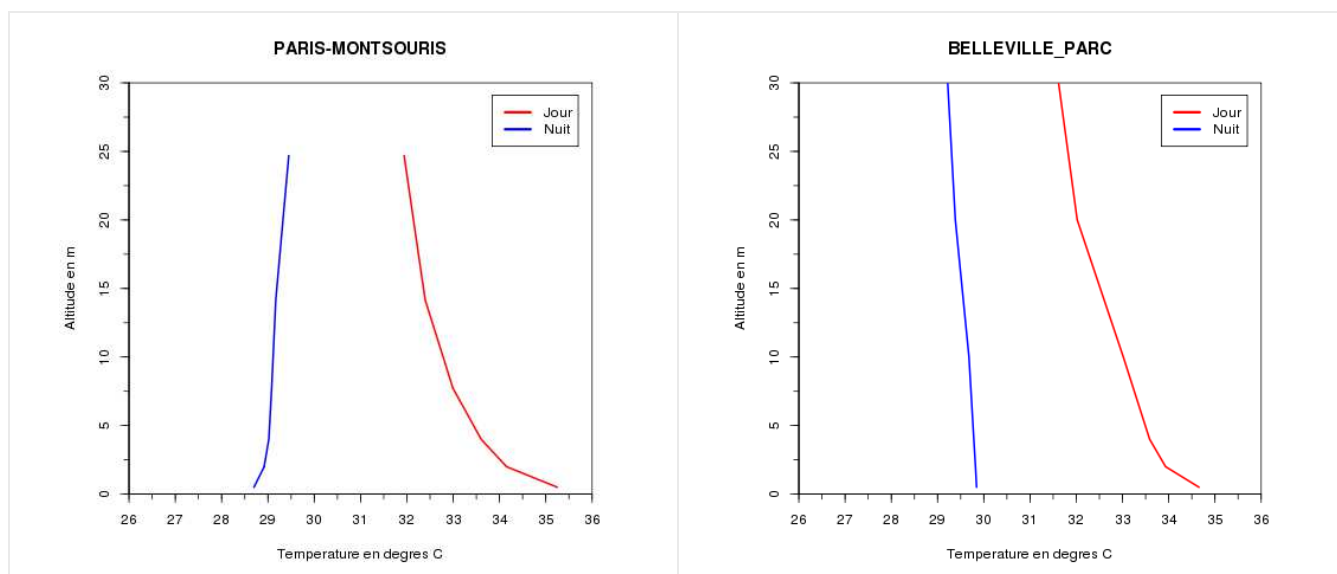 PARIS-MONTSOURIS
Jour
Nuit
30
25
20
15
10
5
0
Altitude en m
26 27 28 29 30 31 32 33 34 35 36
Temperature en degres C
BELLEVILLE_PARC
Jour
Nuit
30
25
20
15
10
5
0
Altitude en m
26 27 28 29 30 31 32 33 34 35 36
Temperature en degres C